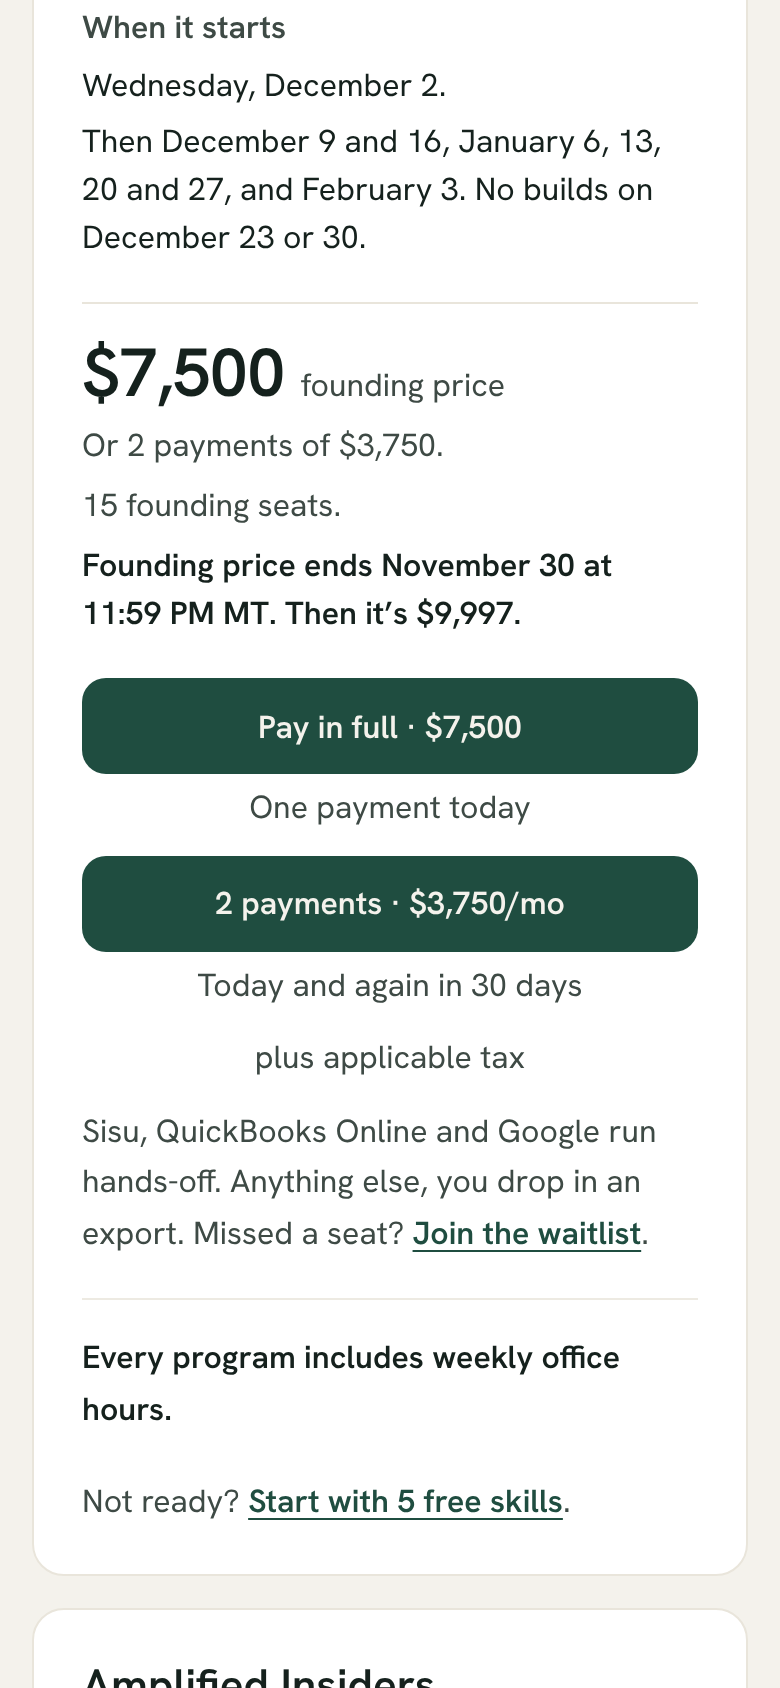 When it starts
Wednesday, December 2.
Then December 9 and 16, January 6, 13,
20 and 27, and February 3. No builds on
December 23 or 30.
$7,500 founding price
Or 2 payments of $3,750.
15 founding seats.
Founding price ends November 30 at
11:59 PM MT. Then it’s $9,997.
Pay in full · $7,500
One payment today
2 payments · $3,750/mo
Today and again in 30 days
plus applicable tax
Sisu, QuickBooks Online and Google run
hands-off. Anything else, you drop in an
export. Missed a seat? Join the waitlist.
Every program includes weekly office
hours.
Not ready? Start with 5 free skills.
Amplified Insiders